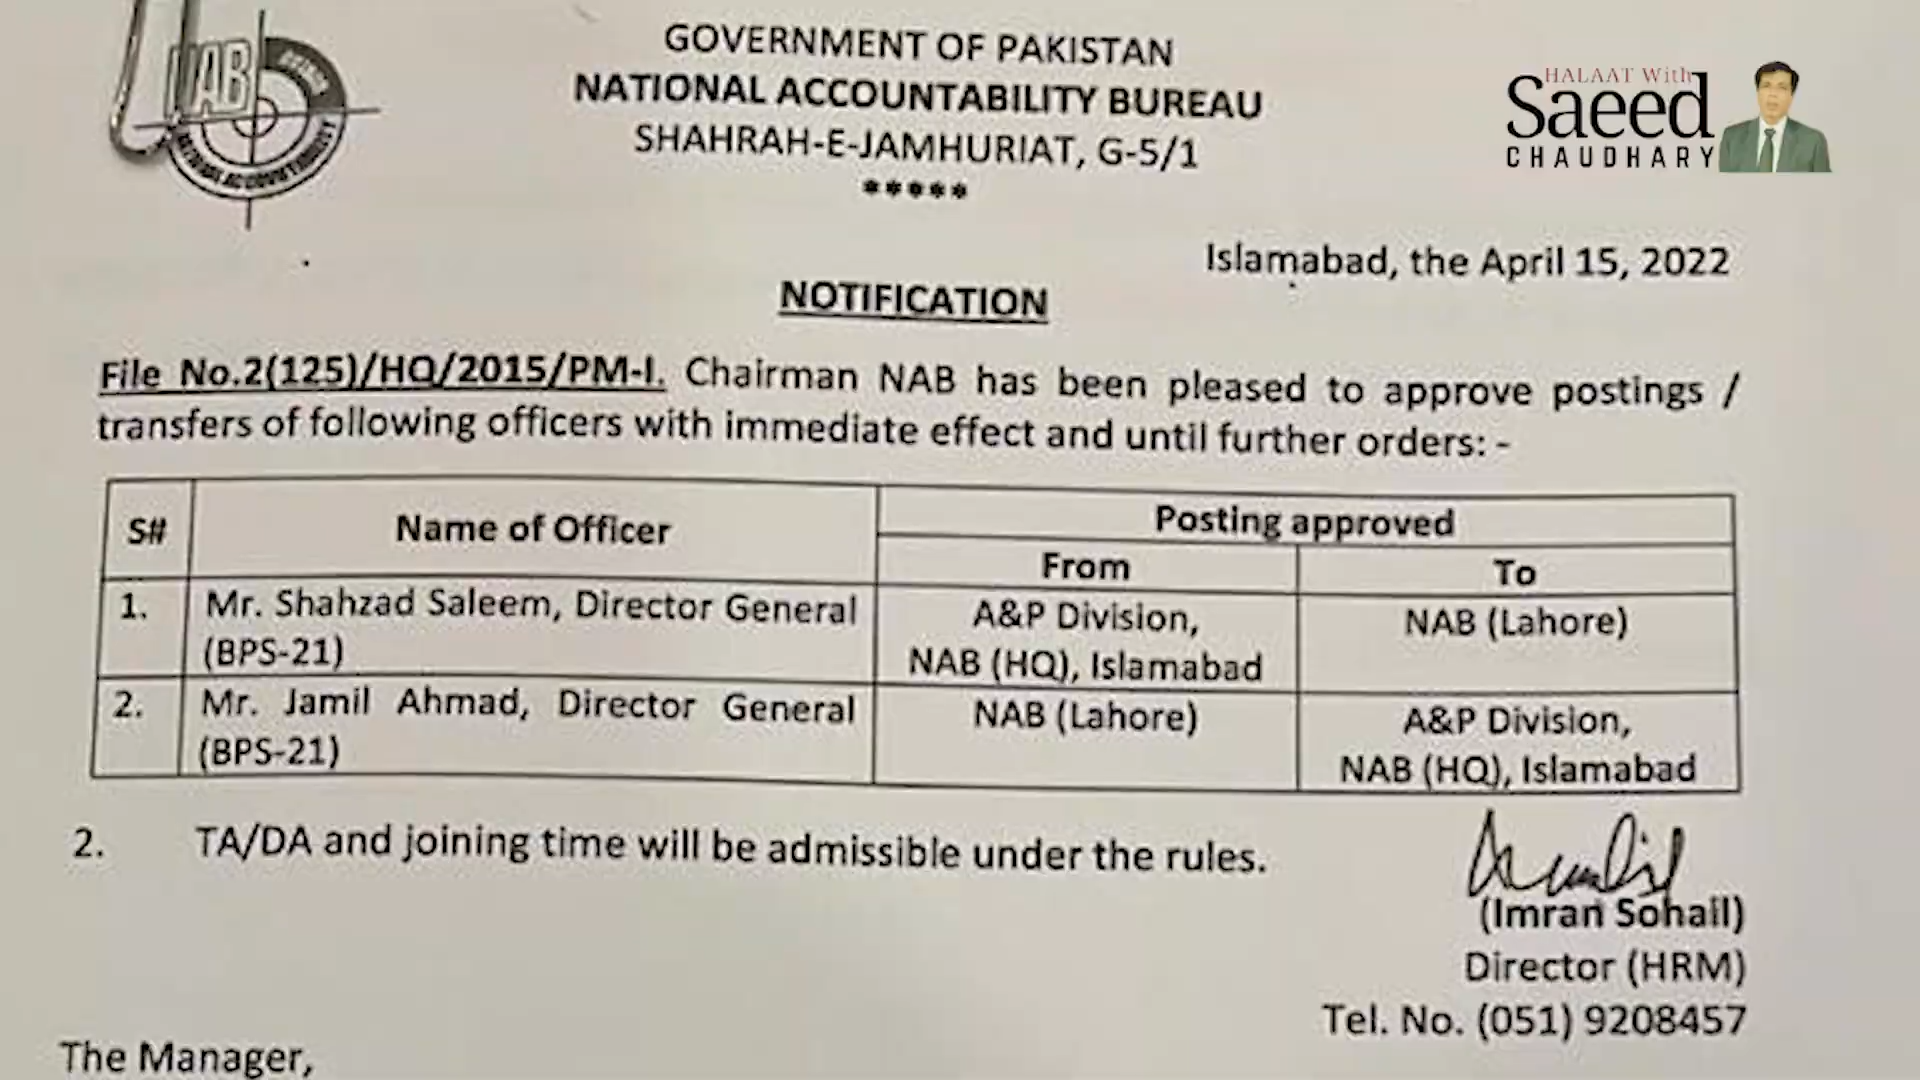 NAB
NATIONAL ACCOUNTABILITY
GOVERNMENT OF PAKISTAN
NATIONAL ACCOUNTABILITY BUREAU
SHAHRAH-E-JAMHURIAT, G-5/1
*****
HALAAT With
Saeed
CHAUDHARY
Islamabad, the April 15, 2022
NOTIFICATION
File No.2(125)/HQ/2015/PM-I. Chairman NAB has been pleased to approve postings /
transfers of following officers with immediate effect and until further orders: -
S# Name of Officer Posting approved
From To
1. Mr. Shahzad Saleem, Director General A&P Division, NAB (Lahore)
(BPS-21) NAB (HQ), Islamabad
2. Mr. Jamil Ahmad, Director General NAB (Lahore) A&P Division,
(BPS-21) NAB (HQ), Islamabad
2. TA/DA and joining time will be admissible under the rules.
(Imran Sohail)
Director (HRM)
Tel. No. (051) 9208457
The Manager,